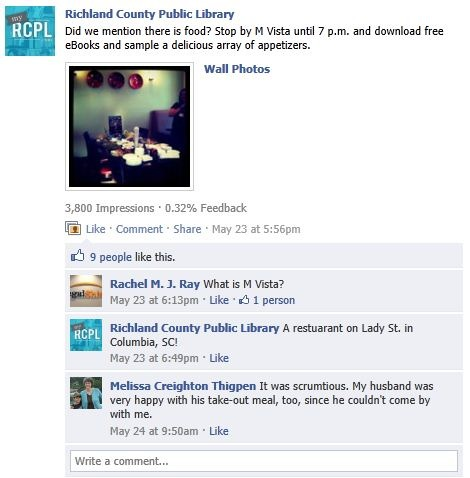 my
RCPL
Richland County Public Library
Did we mention there is food? Stop by M Vista until 7 p.m. and download free
eBooks and sample a delicious array of appetizers.
Wall Photos
3,800 Impressions · 0.32% Feedback
Like · Comment · Share · May 23 at 5:56pm
9 people like this.
Rachel M. J. Ray What is M Vista?
May 23 at 6:13pm · Like · 1 person
RCPL
Richland County Public Library A restuarant on Lady St. in
Columbia, SC!
May 23 at 6:49pm · Like
Melissa Creighton Thigpen It was scrumtious. My husband was
very happy with his take-out meal, too, since he couldn't come by
with me.
May 24 at 9:50am · Like
Write a comment...